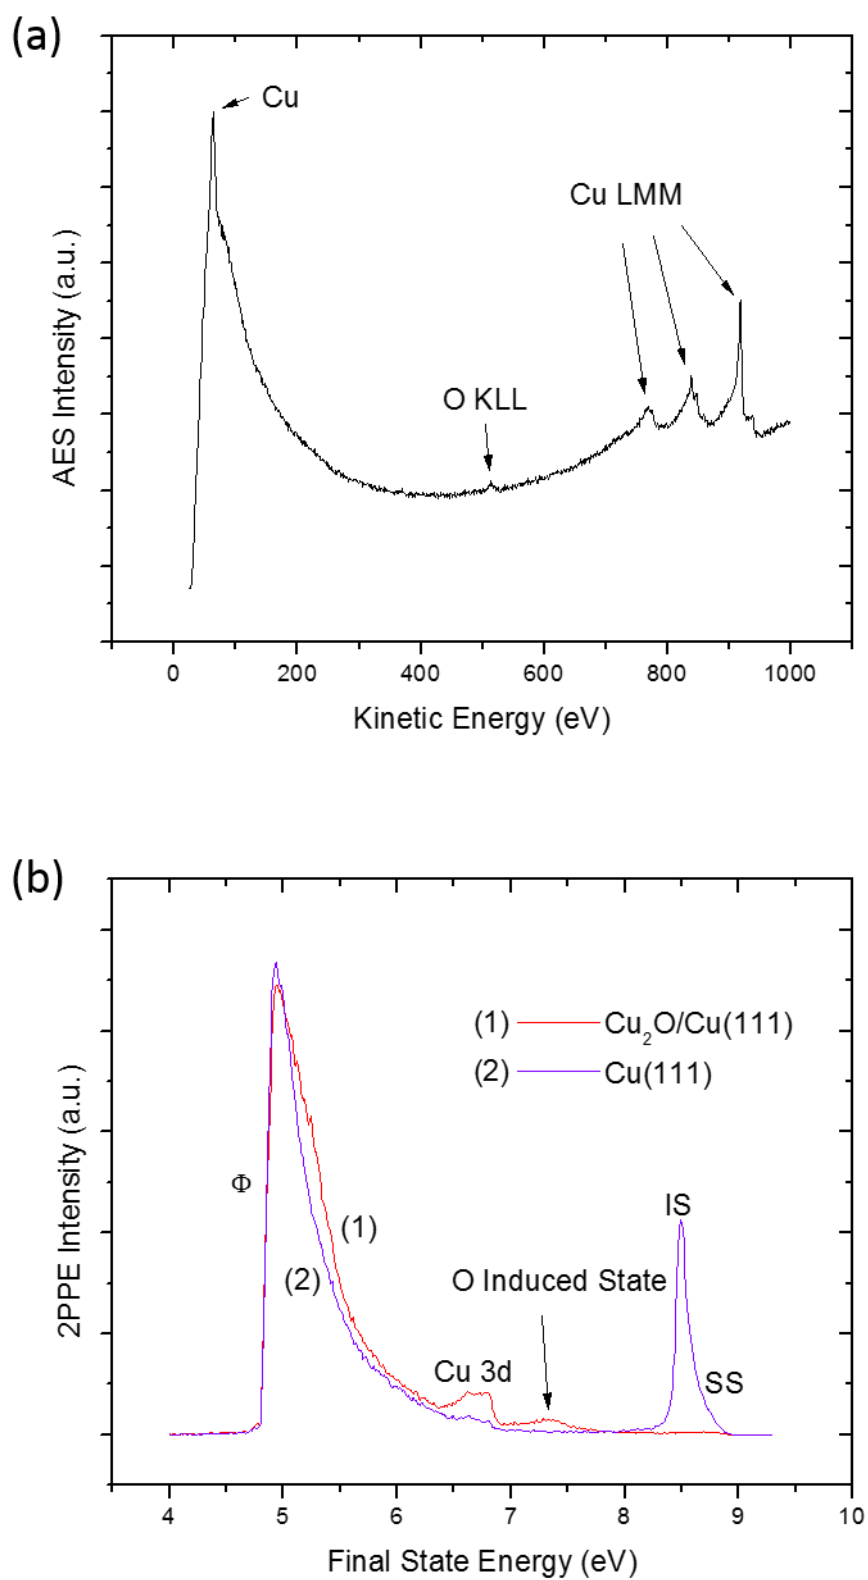 (a)
Cu
Cu LMM
O KLL
AES Intensity (a.u.)
0 200 400 600 800 1000
Kinetic Energy (eV)
(b)
(1) Cu₂O/Cu(111)
(2) Cu(111)
Φ
(1)
(2)
IS
O Induced State
Cu 3d
SS
2PPE Intensity (a.u.)
4 5 6 7 8 9 10
Final State Energy (eV)